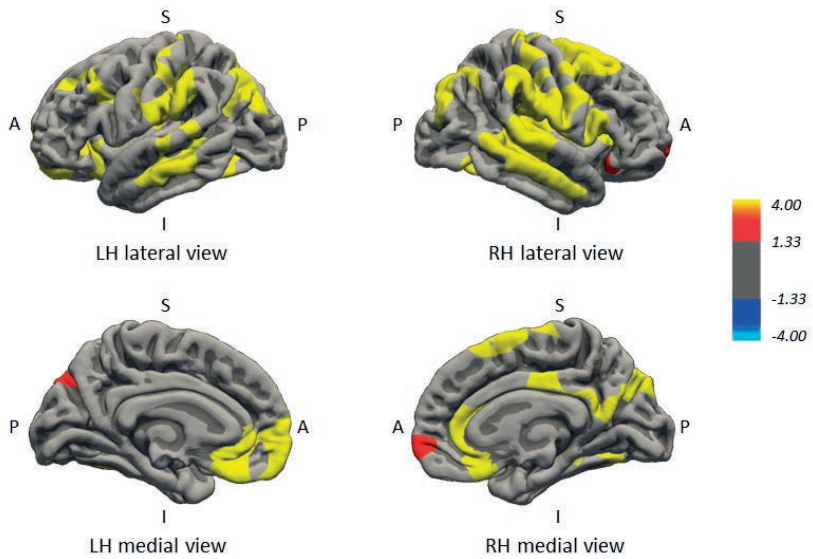 S
S
A
P
P
A
I
I
LH lateral view
RH lateral view
4.00
1.33
-1.33
-4.00
S
S
P
A
A
P
I
I
LH medial view
RH medial view